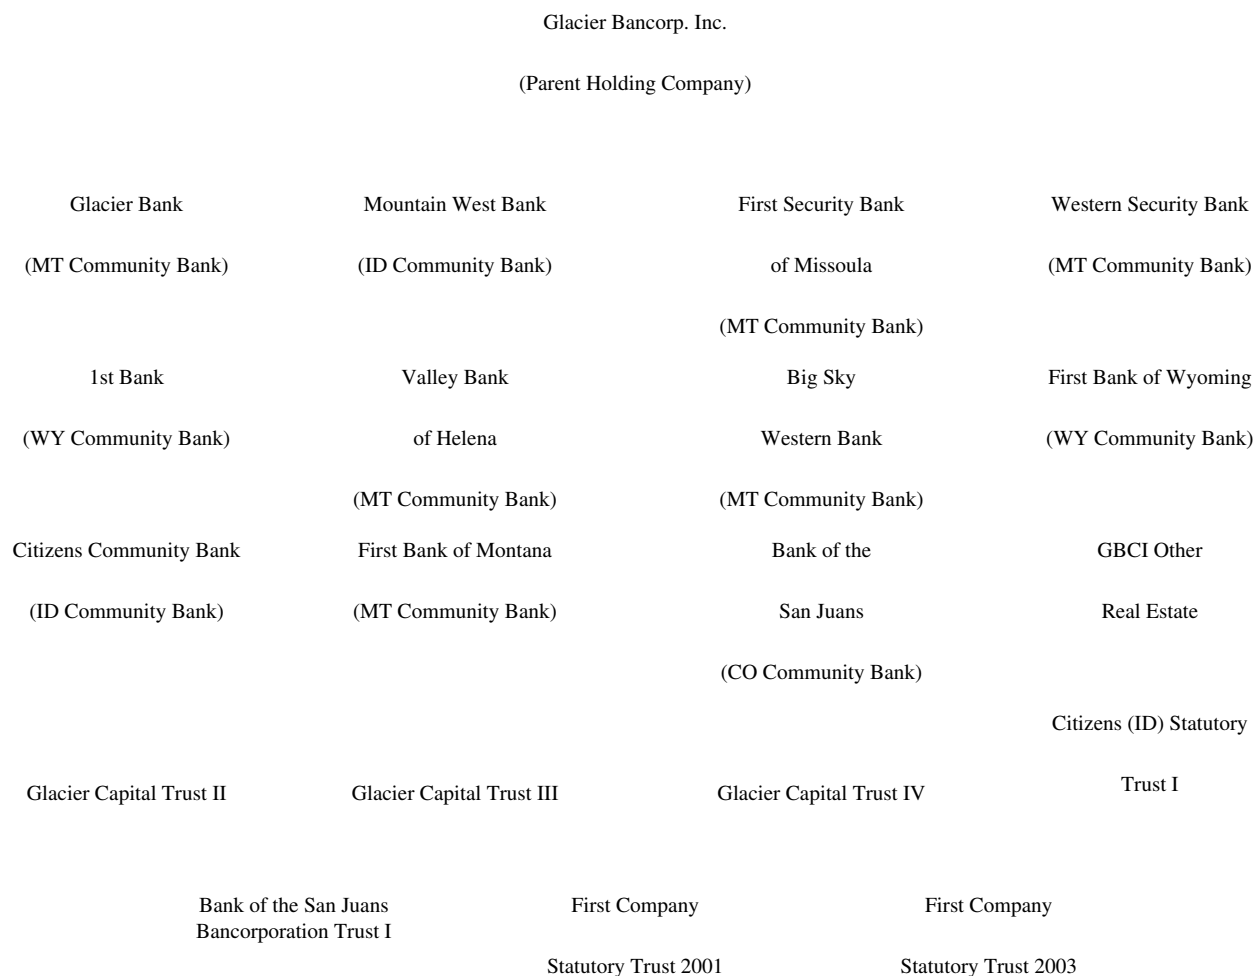 Glacier Bancorp. Inc.
(Parent Holding Company)
Glacier Bank
(MT Community Bank)
Mountain West Bank
(ID Community Bank)
First Security Bank
of Missoula
(MT Community Bank)
Western Security Bank
(MT Community Bank)
1st Bank
(WY Community Bank)
Valley Bank
of Helena
(MT Community Bank)
Big Sky
Western Bank
(MT Community Bank)
First Bank of Wyoming
(WY Community Bank)
Citizens Community Bank
(ID Community Bank)
First Bank of Montana
(MT Community Bank)
Bank of the
San Juans
(CO Community Bank)
GBCI Other
Real Estate
Glacier Capital Trust II
Glacier Capital Trust III
Glacier Capital Trust IV
Citizens (ID) Statutory
Trust I
Bank of the San Juans
Bancorporation Trust I
First Company
Statutory Trust 2001
First Company
Statutory Trust 2003